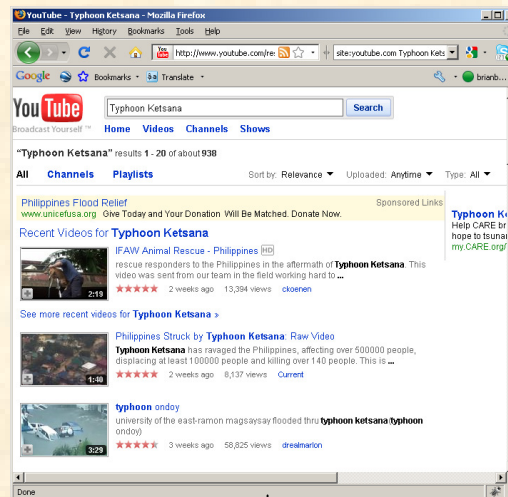 YouTube - Typhoon Ketsana - Mozilla Firefox
File Edit View History Bookmarks Tools Help
http://www.youtube.com/re: site:youtube.com Typhoon Kets
Google Bookmarks Translate brianb...
YouTube Typhoon Ketsana Search
Broadcast Yourself ™ Home Videos Channels Shows
"Typhoon Ketsana" results 1 - 20 of about 938
All Channels Playlists Sort by: Relevance Uploaded: Anytime Type: All
Philippines Flood Relief Sponsored Links
www.unicefusa.org Give Today and Your Donation Will Be Matched. Donate Now.
Typhoon Ke
Help CARE br
hope to tsunar
my.CARE.org/
Recent Videos for Typhoon Ketsana
IFAW Animal Rescue - Philippines HD
rescue responders to the Philippines in the aftermath of Typhoon Ketsana. This
video was sent from our team in the field working hard to ...
2:19 2 weeks ago 13,394 views ckoenen
See more recent videos for Typhoon Ketsana »
Philippines Struck by Typhoon Ketsana: Raw Video
Typhoon Ketsana has ravaged the Philippines, affecting over 500000 people,
displacing at least 100000 people and killing over 140 people. This is ...
1:40 2 weeks ago 8,137 views Current
typhoon ondoy
university of the east-ramon magsaysay flooded thru typhoon ketsana(typhoon
ondoy)
3:29 3 weeks ago 58,825 views drealmarlon
Done